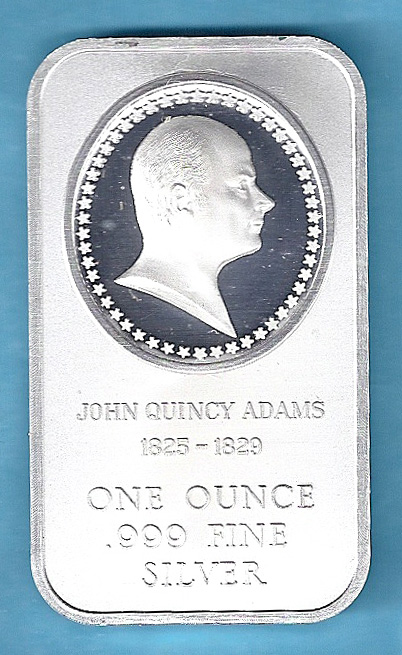 JOHN QUINCY ADAMS
1825 - 1829
ONE OUNCE
.999 FINE
SILVER